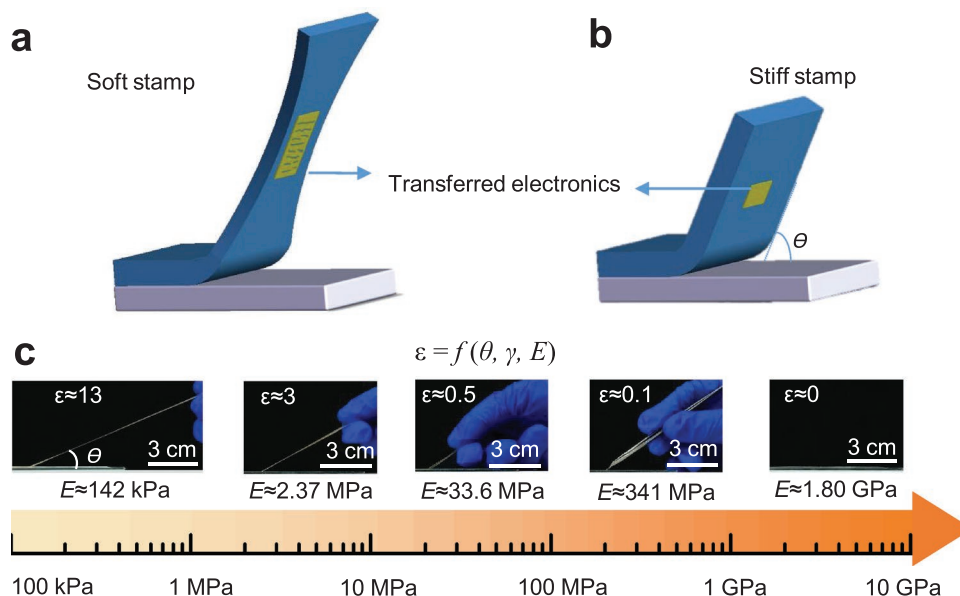 a
Soft stamp
b
Stiff stamp
Transferred electronics
θ
c
ε = f (θ, γ, E)
ε≈13
θ
3 cm
ε≈3
3 cm
ε≈0.5
3 cm
ε≈0.1
3 cm
ε≈0
3 cm
E≈142 kPa
E≈2.37 MPa
E≈33.6 MPa
E≈341 MPa
E≈1.80 GPa
100 kPa
1 MPa
10 MPa
100 MPa
1 GPa
10 GPa